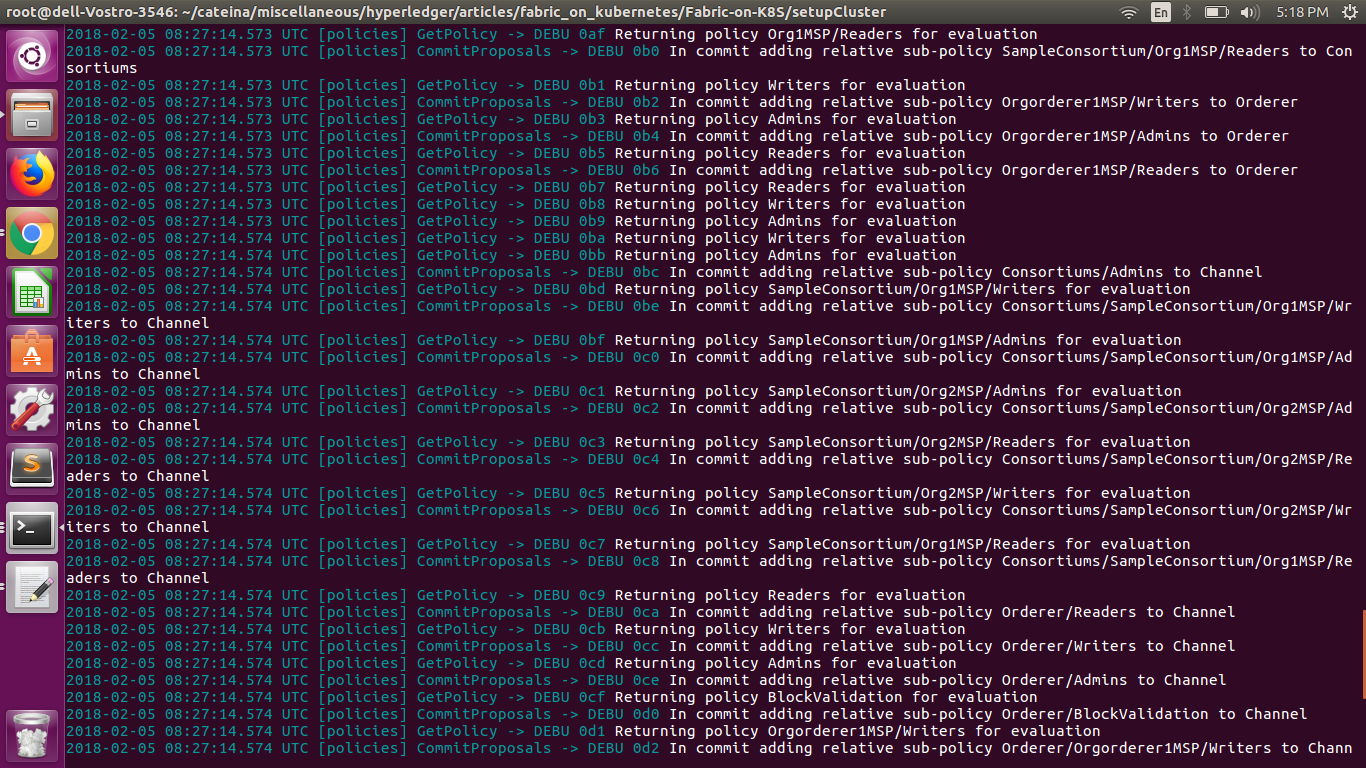 root@dell-Vostro-3546: ~/cateina/miscellaneous/hyperledger/articles/fabric_on_kubernetes/Fabric-on-K8S/setupCluster
En
5:18 PM
2018-02-05 08:27:14.573 UTC [policies] GetPolicy -> DEBU 0af Returning policy Org1MSP/Readers for evaluation
2018-02-05 08:27:14.573 UTC [policies] CommitProposals -> DEBU 0b0 In commit adding relative sub-policy SampleConsortium/Org1MSP/Readers to Con
sortiums
2018-02-05 08:27:14.573 UTC [policies] GetPolicy -> DEBU 0b1 Returning policy Writers for evaluation
2018-02-05 08:27:14.573 UTC [policies] CommitProposals -> DEBU 0b2 In commit adding relative sub-policy Orgorderer1MSP/Writers to Orderer
2018-02-05 08:27:14.573 UTC [policies] GetPolicy -> DEBU 0b3 Returning policy Admins for evaluation
2018-02-05 08:27:14.573 UTC [policies] CommitProposals -> DEBU 0b4 In commit adding relative sub-policy Orgorderer1MSP/Admins to Orderer
2018-02-05 08:27:14.573 UTC [policies] GetPolicy -> DEBU 0b5 Returning policy Readers for evaluation
2018-02-05 08:27:14.573 UTC [policies] CommitProposals -> DEBU 0b6 In commit adding relative sub-policy Orgorderer1MSP/Readers to Orderer
2018-02-05 08:27:14.573 UTC [policies] GetPolicy -> DEBU 0b7 Returning policy Readers for evaluation
2018-02-05 08:27:14.573 UTC [policies] GetPolicy -> DEBU 0b8 Returning policy Writers for evaluation
2018-02-05 08:27:14.573 UTC [policies] GetPolicy -> DEBU 0b9 Returning policy Admins for evaluation
2018-02-05 08:27:14.574 UTC [policies] GetPolicy -> DEBU 0ba Returning policy Writers for evaluation
2018-02-05 08:27:14.574 UTC [policies] GetPolicy -> DEBU 0bb Returning policy Admins for evaluation
2018-02-05 08:27:14.574 UTC [policies] CommitProposals -> DEBU 0bc In commit adding relative sub-policy Consortiums/Admins to Channel
2018-02-05 08:27:14.574 UTC [policies] GetPolicy -> DEBU 0bd Returning policy SampleConsortium/Org1MSP/Writers for evaluation
2018-02-05 08:27:14.574 UTC [policies] CommitProposals -> DEBU 0be In commit adding relative sub-policy Consortiums/SampleConsortium/Org1MSP/Wr
iters to Channel
2018-02-05 08:27:14.574 UTC [policies] GetPolicy -> DEBU 0bf Returning policy SampleConsortium/Org1MSP/Admins for evaluation
2018-02-05 08:27:14.574 UTC [policies] CommitProposals -> DEBU 0c0 In commit adding relative sub-policy Consortiums/SampleConsortium/Org1MSP/Ad
mins to Channel
2018-02-05 08:27:14.574 UTC [policies] GetPolicy -> DEBU 0c1 Returning policy SampleConsortium/Org2MSP/Admins for evaluation
2018-02-05 08:27:14.574 UTC [policies] CommitProposals -> DEBU 0c2 In commit adding relative sub-policy Consortiums/SampleConsortium/Org2MSP/Ad
mins to Channel
2018-02-05 08:27:14.574 UTC [policies] GetPolicy -> DEBU 0c3 Returning policy SampleConsortium/Org2MSP/Readers for evaluation
2018-02-05 08:27:14.574 UTC [policies] CommitProposals -> DEBU 0c4 In commit adding relative sub-policy Consortiums/SampleConsortium/Org2MSP/Re
aders to Channel
2018-02-05 08:27:14.574 UTC [policies] GetPolicy -> DEBU 0c5 Returning policy SampleConsortium/Org2MSP/Writers for evaluation
2018-02-05 08:27:14.574 UTC [policies] CommitProposals -> DEBU 0c6 In commit adding relative sub-policy Consortiums/SampleConsortium/Org2MSP/Wr
iters to Channel
2018-02-05 08:27:14.574 UTC [policies] GetPolicy -> DEBU 0c7 Returning policy SampleConsortium/Org1MSP/Readers for evaluation
2018-02-05 08:27:14.574 UTC [policies] CommitProposals -> DEBU 0c8 In commit adding relative sub-policy Consortiums/SampleConsortium/Org1MSP/Re
aders to Channel
2018-02-05 08:27:14.574 UTC [policies] GetPolicy -> DEBU 0c9 Returning policy Readers for evaluation
2018-02-05 08:27:14.574 UTC [policies] CommitProposals -> DEBU 0ca In commit adding relative sub-policy Orderer/Readers to Channel
2018-02-05 08:27:14.574 UTC [policies] GetPolicy -> DEBU 0cb Returning policy Writers for evaluation
2018-02-05 08:27:14.574 UTC [policies] CommitProposals -> DEBU 0cc In commit adding relative sub-policy Orderer/Writers to Channel
2018-02-05 08:27:14.574 UTC [policies] GetPolicy -> DEBU 0cd Returning policy Admins for evaluation
2018-02-05 08:27:14.574 UTC [policies] CommitProposals -> DEBU 0ce In commit adding relative sub-policy Orderer/Admins to Channel
2018-02-05 08:27:14.574 UTC [policies] GetPolicy -> DEBU 0cf Returning policy BlockValidation for evaluation
2018-02-05 08:27:14.574 UTC [policies] CommitProposals -> DEBU 0d0 In commit adding relative sub-policy Orderer/BlockValidation to Channel
2018-02-05 08:27:14.574 UTC [policies] GetPolicy -> DEBU 0d1 Returning policy Orgorderer1MSP/Writers for evaluation
2018-02-05 08:27:14.574 UTC [policies] CommitProposals -> DEBU 0d2 In commit adding relative sub-policy Orderer/Orgorderer1MSP/Writers to Chann